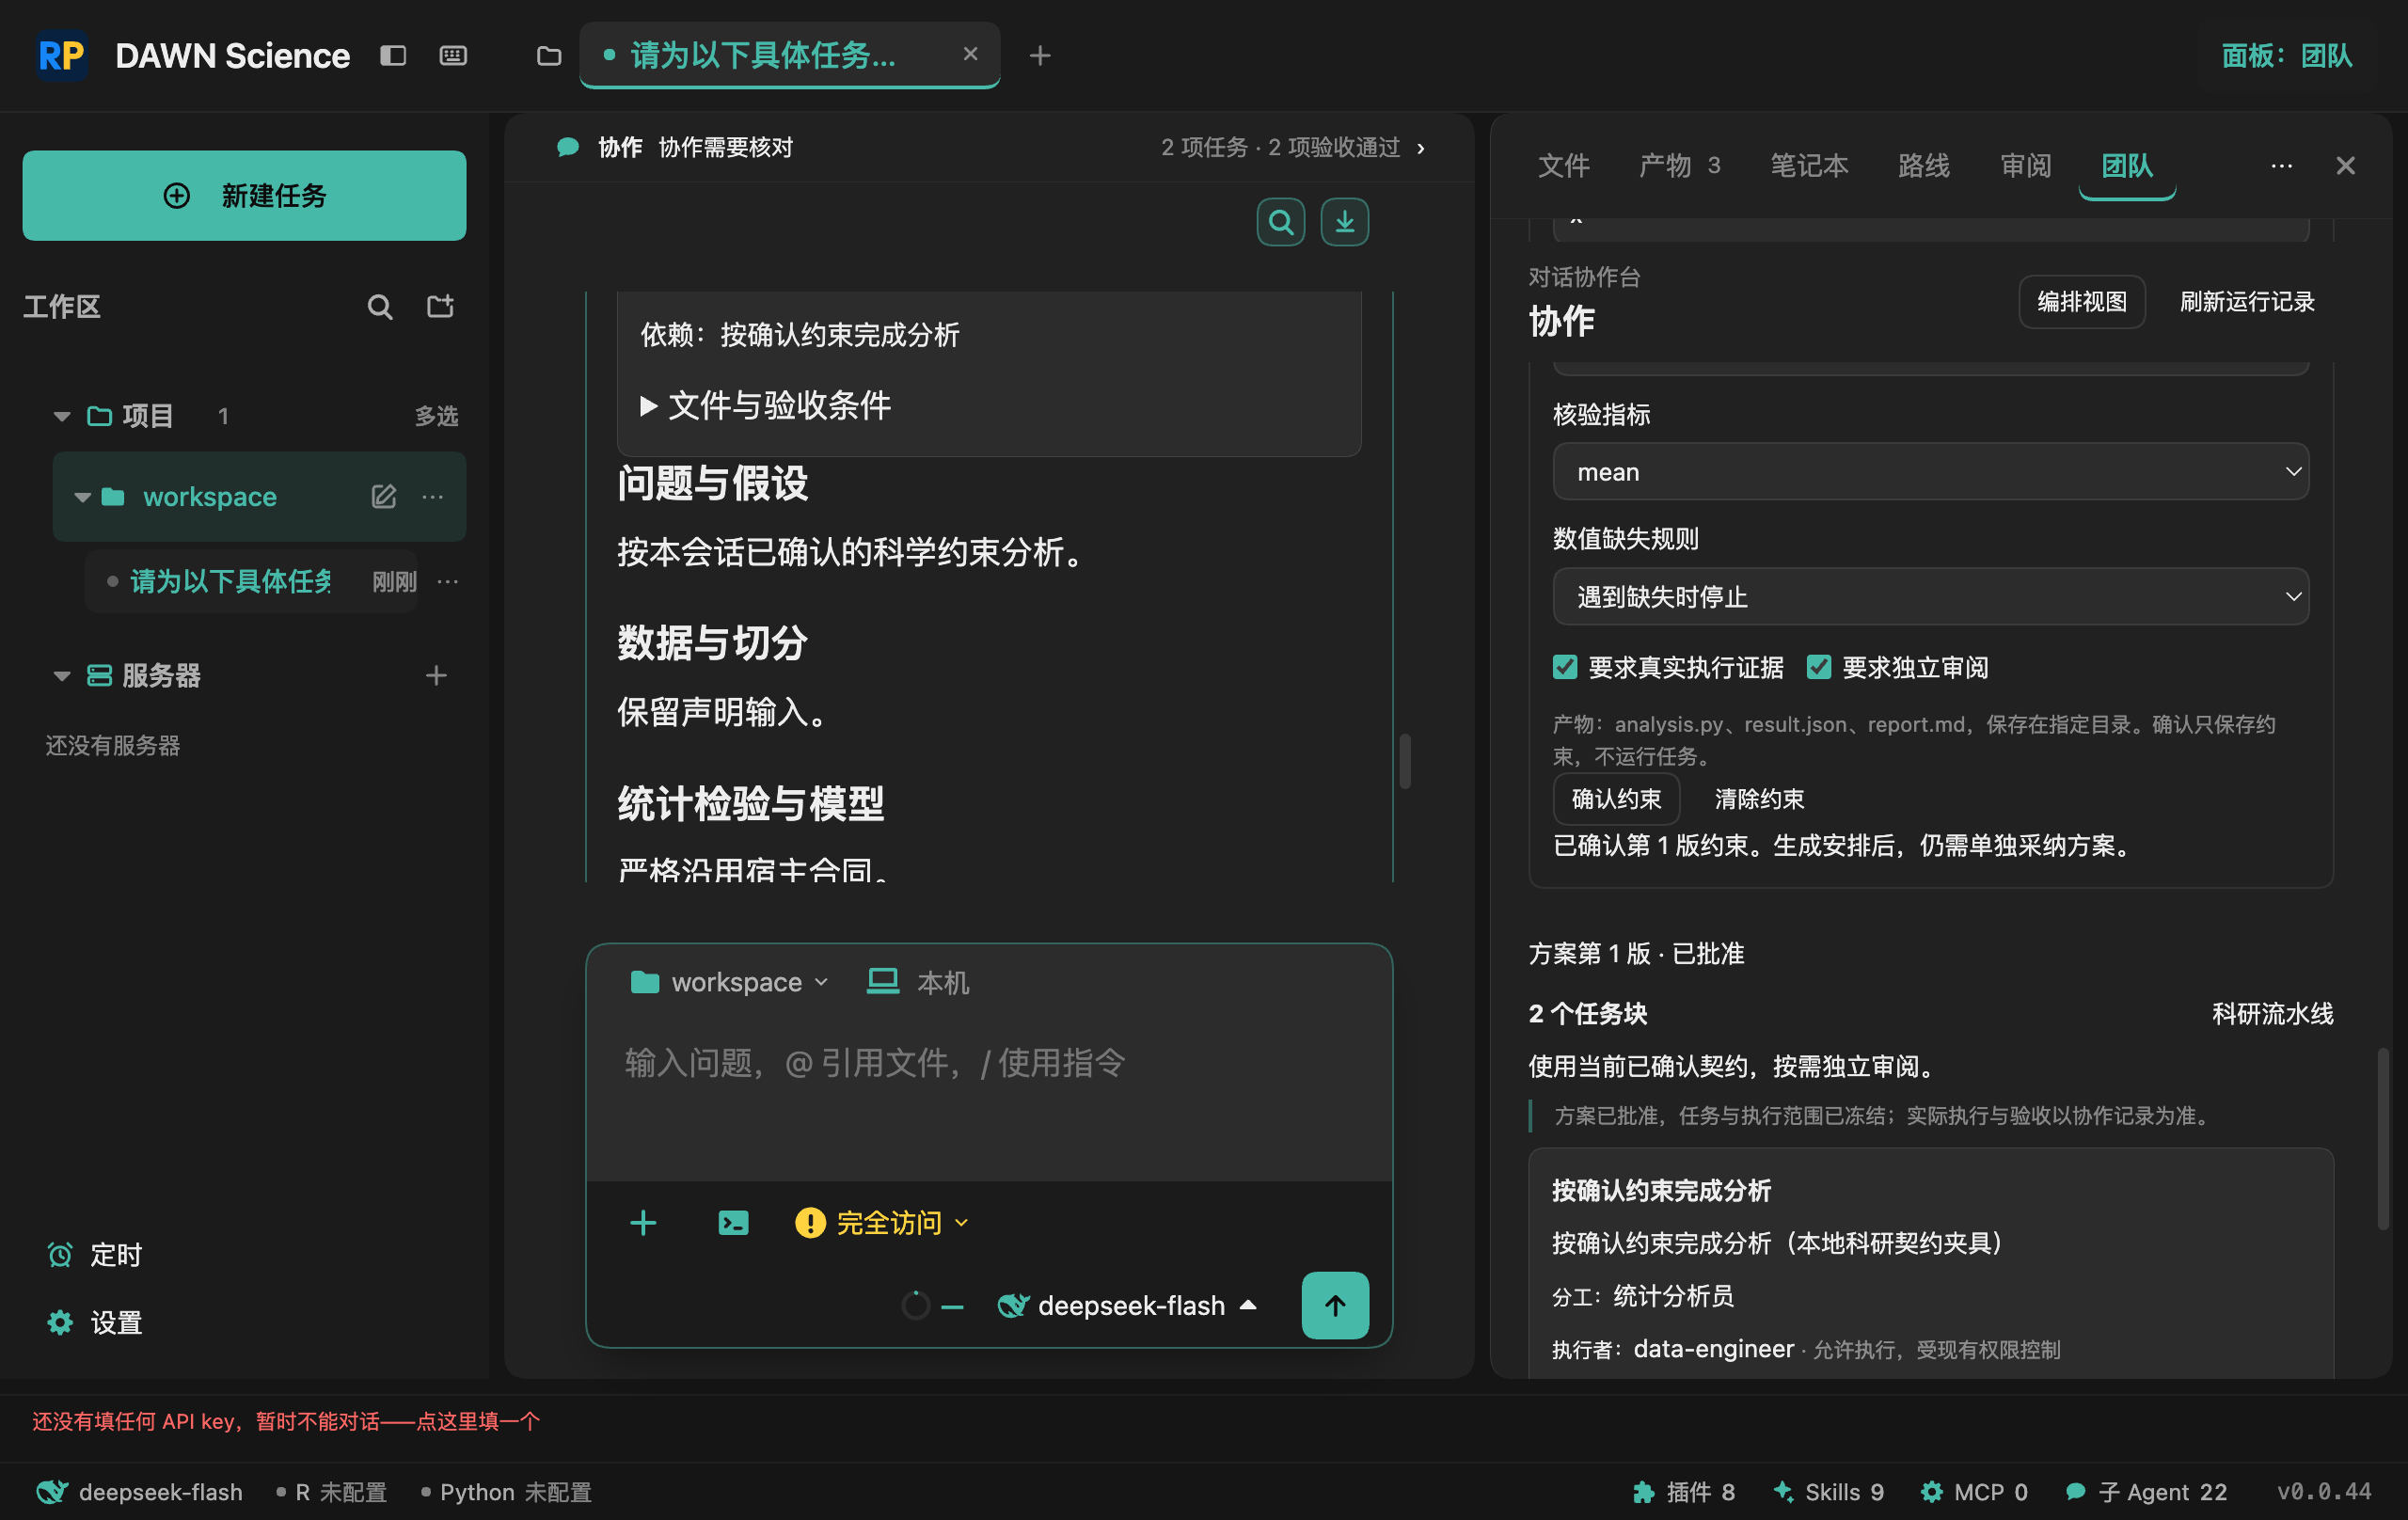 RP
DAWN Science
请为以下具体任务...
面板：团队
新建任务
工作区
项目 1 多选
workspace
请为以下具体任务 刚刚
服务器
还没有服务器
定时
设置
协作 协作需要核对
2 项任务 · 2 项验收通过 ›
依赖：按确认约束完成分析
▶ 文件与验收条件
问题与假设
按本会话已确认的科学约束分析。
数据与切分
保留声明输入。
统计检验与模型
严格沿用宿主合同。
workspace 本机
输入问题，@ 引用文件，/ 使用指令
完全访问
deepseek-flash
文件 产物 3 笔记本 路线 审阅 团队
对话协作台
协作
编排视图 刷新运行记录
核验指标
mean
数值缺失规则
遇到缺失时停止
要求真实执行证据 要求独立审阅
产物：analysis.py、result.json、report.md，保存在指定目录。确认只保存约
束，不运行任务。
确认约束 清除约束
已确认第 1 版约束。生成安排后，仍需单独采纳方案。
方案第 1 版 · 已批准
2 个任务块 科研流水线
使用当前已确认契约，按需独立审阅。
方案已批准，任务与执行范围已冻结；实际执行与验收以协作记录为准。
按确认约束完成分析
按确认约束完成分析（本地科研契约夹具）
分工：统计分析员
执行者：data-engineer · 允许执行，受现有权限控制
还没有填任何 API key，暂时不能对话——点这里填一个
deepseek-flash R 未配置 Python 未配置
插件 8 Skills 9 MCP 0 子 Agent 22 v0.0.44